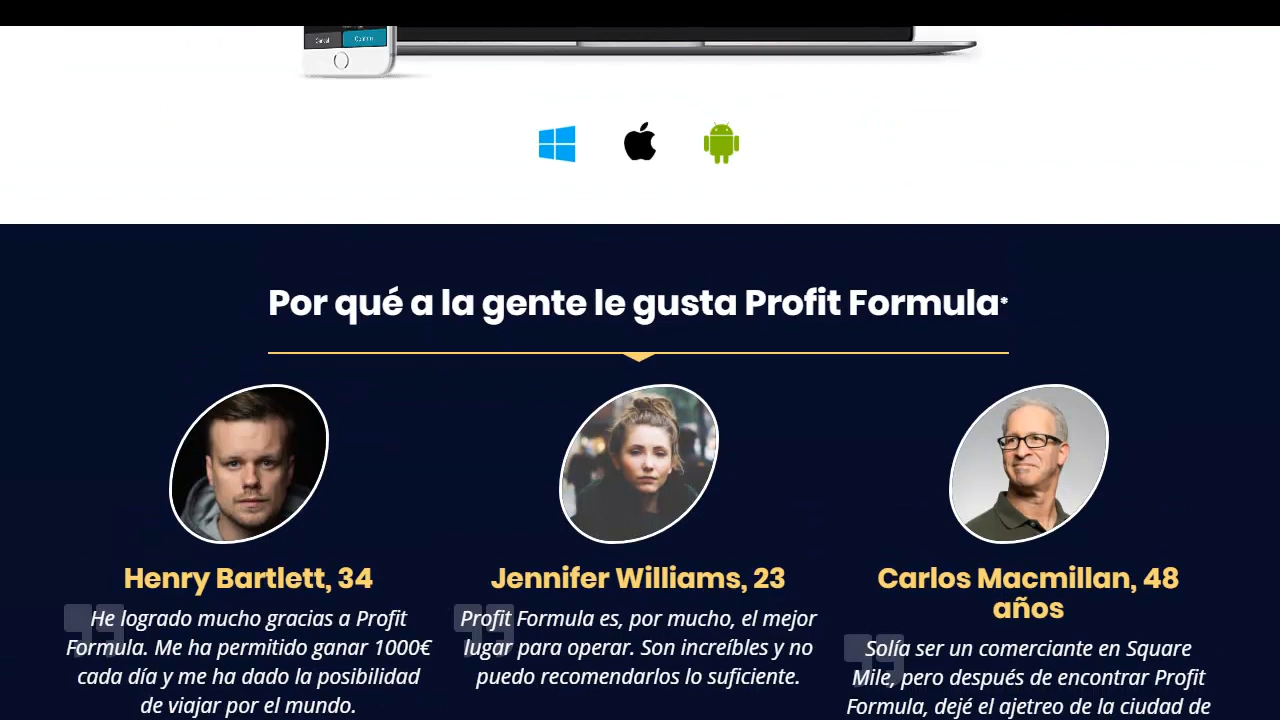 Cancel
Confirm
Por qué a la gente le gusta Profit Formula*
Henry Bartlett, 34
He logrado mucho gracias a Profit
Formula. Me ha permitido ganar 1000€
cada día y me ha dado la posibilidad
de viajar por el mundo.
Jennifer Williams, 23
Profit Formula es, por mucho, el mejor
lugar para operar. Son increíbles y no
puedo recomendarlos lo suficiente.
Carlos Macmillan, 48
años
Solía ser un comerciante en Square
Mile, pero después de encontrar Profit
Formula, dejé el ajetreo de la ciudad de